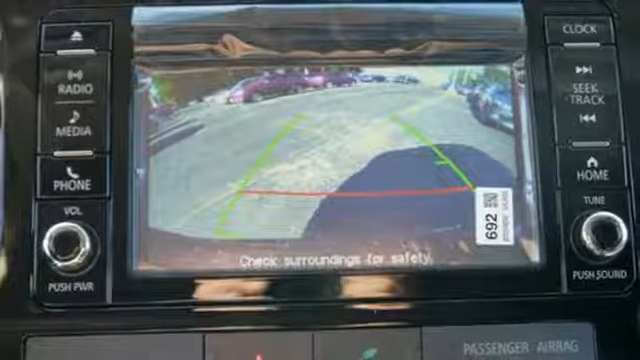 RADIO
MEDIA
PHONE
VOL
PUSH PWR
Check surroundings for safety.
692
CLOCK
SEEK
TRACK
HOME
TUNE
PUSH SOUND
PASSENGER AIRBAG